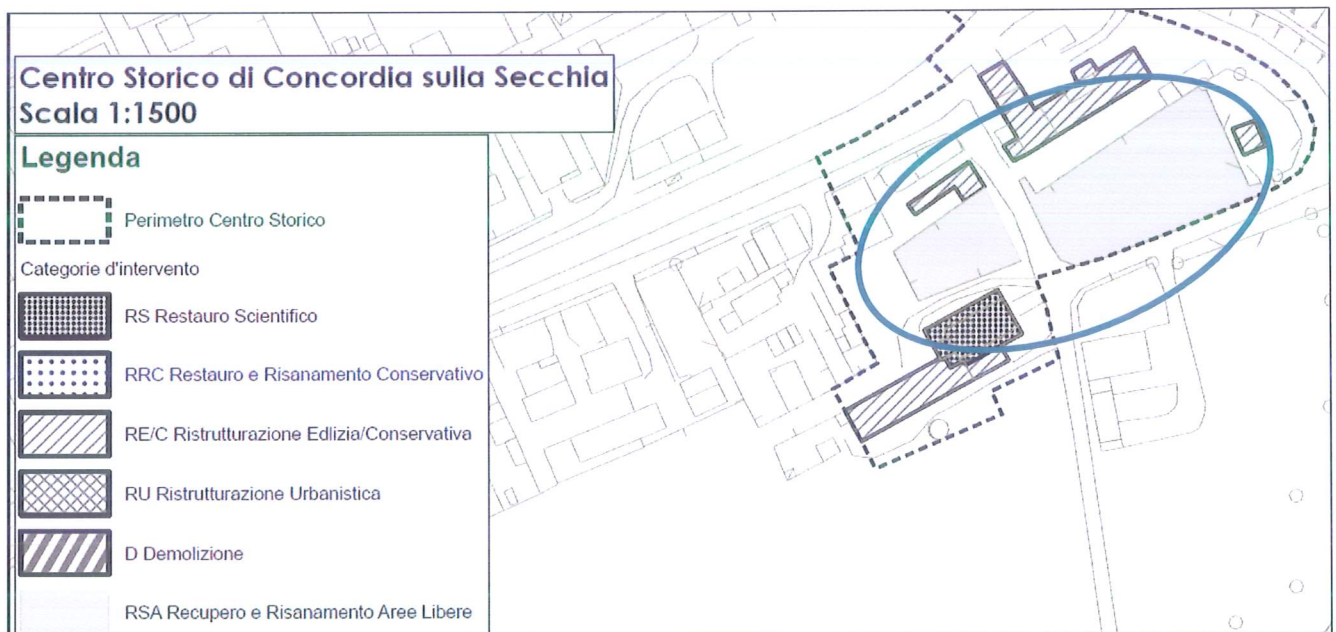 Centro Storico di Concordia sulla Secchia
Scala 1:1500
Legenda
Perimetro Centro Storico
Categorie d'intervento
RS Restauro Scientifico
RRC Restauro e Risanamento Conservativo
RE/C Ristrutturazione Edlizia/Conservativa
RU Ristrutturazione Urbanistica
D Demolizione
RSA Recupero e Risanamento Aree Libere